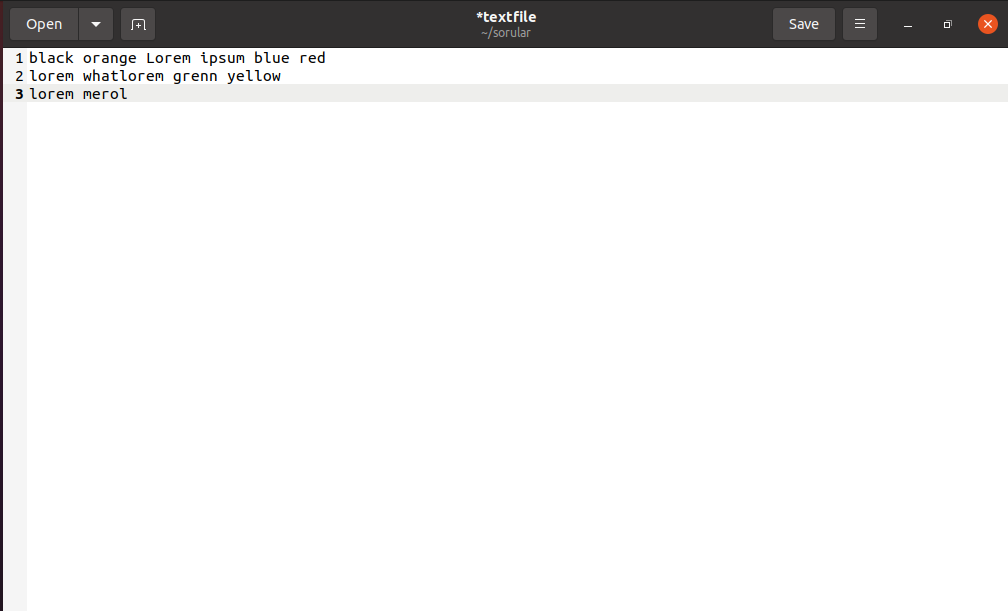 Open
*textfile
~/sorular
Save
1 black orange Lorem ipsum blue red
2 lorem whatlorem grenn yellow
3 lorem merol